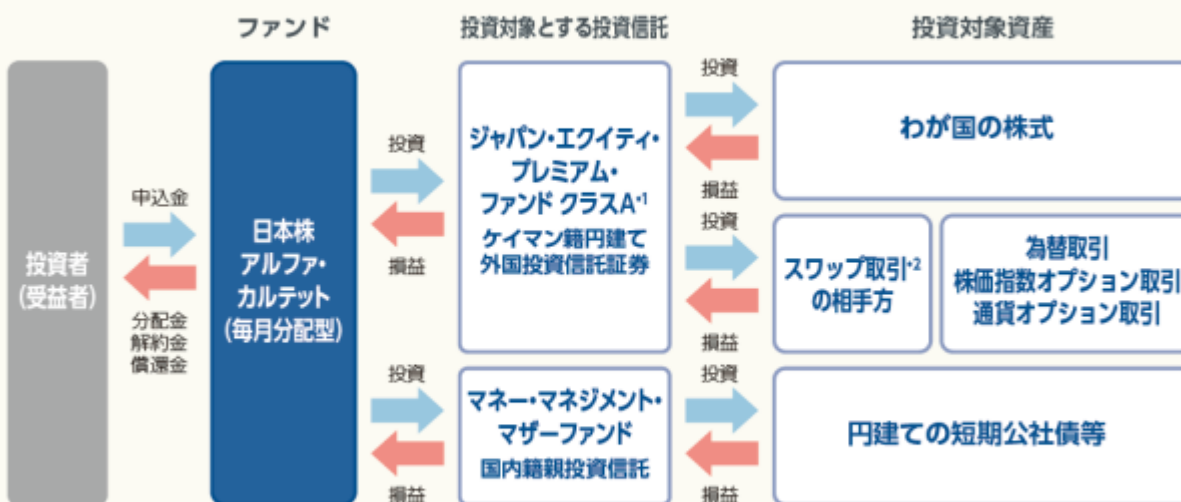 ファンド
投資対象とする投資信託
投資対象資産
投資者
(受益者)
申込金
分配金
解約金
償還金
日本株
アルファ・
カルテット
(毎月分配型)
投資
損益
ジャパン・エクイティ・
プレミアム・
ファンド クラスA*1
ケイマン籍円建て
外国投資信託証券
投資
損益
わが国の株式
投資
損益
スワップ取引*2
の相手方
為替取引
株価指数オプション取引
通貨オプション取引
投資
損益
マネー・マネジメント・
マザーファンド
国内籍親投資信託
投資
損益
円建ての短期公社債等